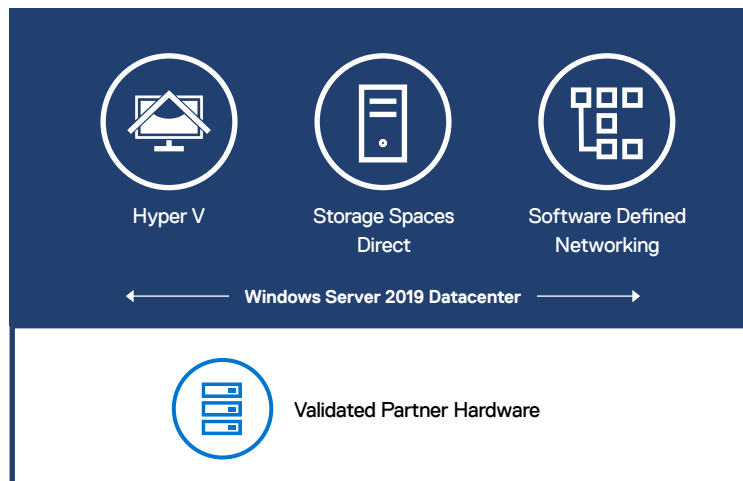 Hyper V
Storage Spaces
Direct
Software Defined
Networking
Windows Server 2019 Datacenter
Validated Partner Hardware